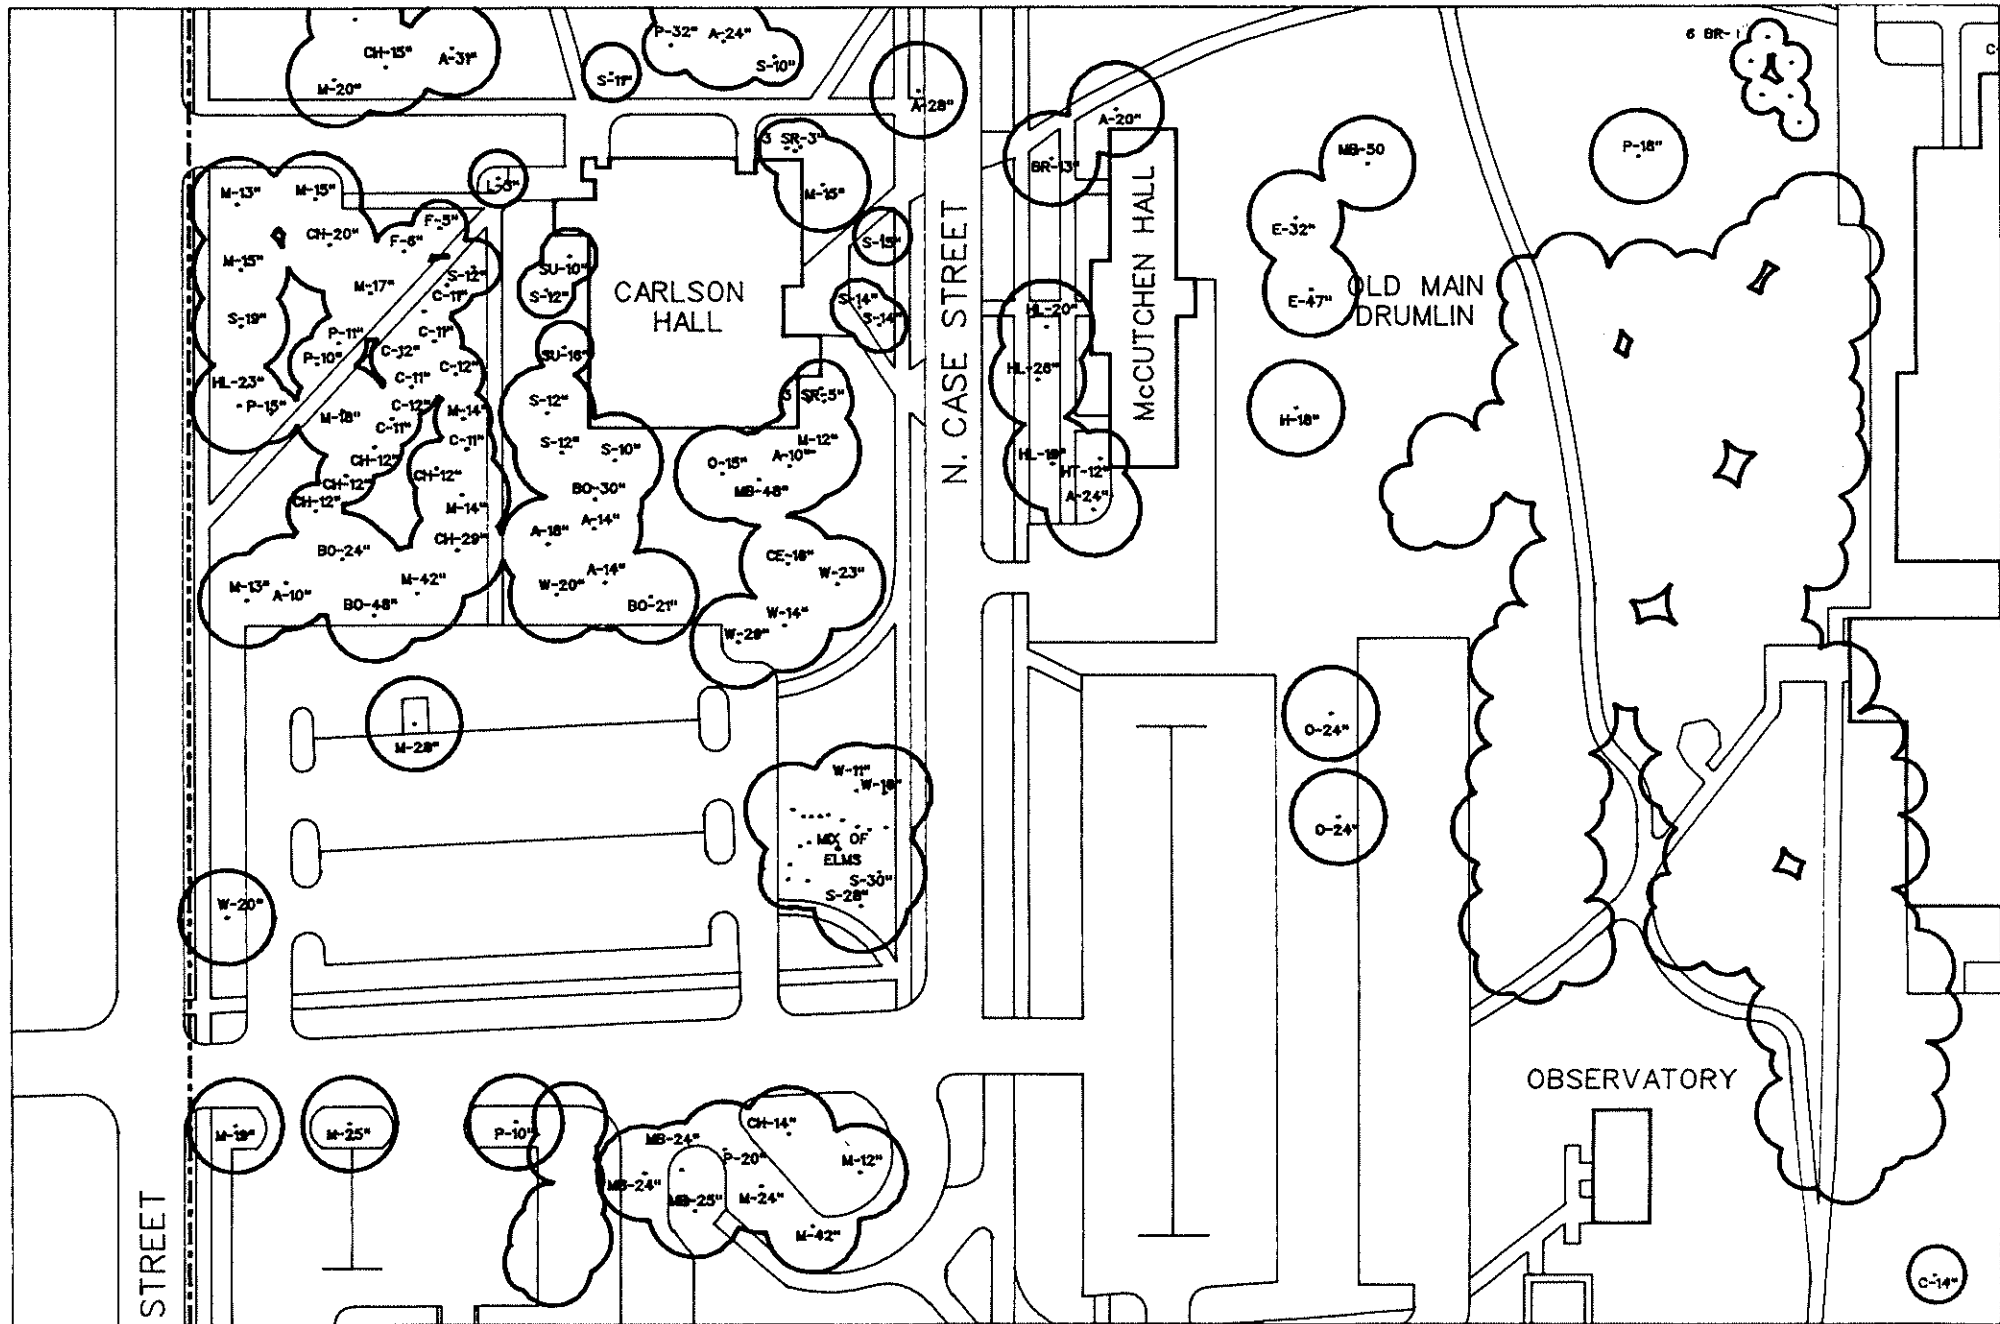 P-32"
A-24"
CH-15"
A-31"
S-10"
S-11"
M-20"
A-28"
6 BR-1
C-
A-20"
3 SR-3"
MB-50
P-18"
BR-13"
L-3"
M-13"
M-15"
M-15"
F-5"
CH-20"
F-6"
S-15"
E-32"
M-15"
S-12"
SU-10"
M-17"
C-11"
S-12"
CARLSON
HALL
S-14"
S-14"
N. CASE STREET
HL-20"
McCUTCHEN HALL
E-47"
OLD MAIN
DRUMLIN
S-19"
P-11"
C-11"
P-10"
C-12"
SU-16"
C-12"
HL-26"
HL-23"
C-11"
3 SR-5"
P-15"
C-12"
S-12"
M-18"
M-14"
H-18"
C-11"
C-11"
S-12"
S-10"
M-12"
CH-12"
A-10"
HL-19"
O-15"
HT-12"
CH-12"
CH-12"
MB-48"
BO-30"
A-24"
CH-12"
M-14"
A-18"
A-14"
BO-24"
CH-29"
CE-18"
W-23"
M-13"
A-10"
M-42"
W-20"
A-14"
BO-48"
BO-21"
W-14"
W-29"
O-24"
M-28"
W-11"
W-18"
O-24"
MIX OF
ELMS
S-30"
S-28"
W-20"
OBSERVATORY
M-19"
M-25"
P-10"
CH-14"
MB-24"
P-20"
M-12"
MB-24"
MB-25"
M-24"
M-42"
STREET
C-14"